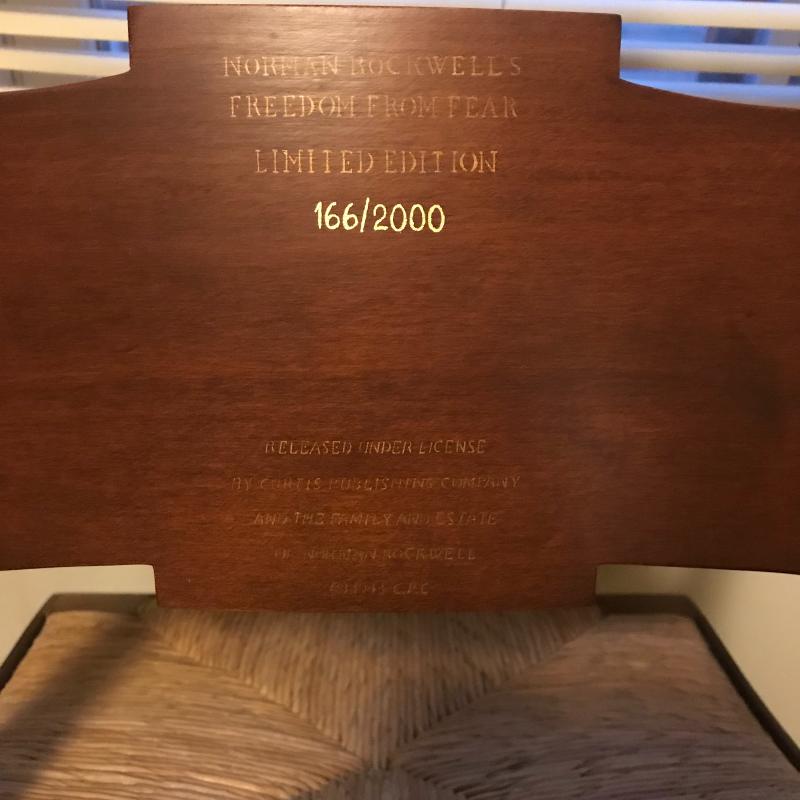 NORMAN ROCKWELL'S
FREEDOM FROM FEAR
LIMITED EDITION
166/2000
RELEASED UNDER LICENSE
BY CURTIS PUBLISHING COMPANY
AND THE FAMILY AND ESTATE
OF NORMAN ROCKWELL